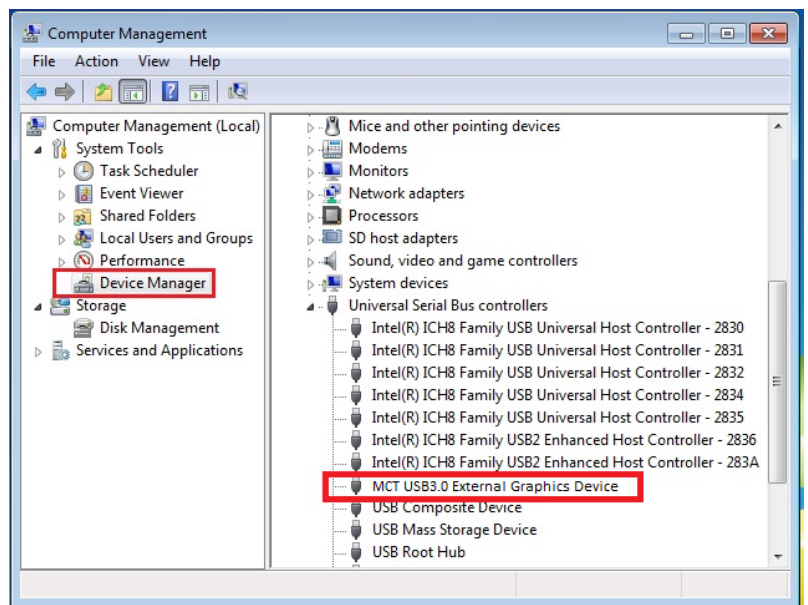 Computer Management
File Action View Help
Computer Management (Local)
System Tools
Task Scheduler
Event Viewer
Shared Folders
Local Users and Groups
Performance
Device Manager
Storage
Disk Management
Services and Applications
Mice and other pointing devices
Modems
Monitors
Network adapters
Processors
SD host adapters
Sound, video and game controllers
System devices
Universal Serial Bus controllers
Intel(R) ICH8 Family USB Universal Host Controller - 2830
Intel(R) ICH8 Family USB Universal Host Controller - 2831
Intel(R) ICH8 Family USB Universal Host Controller - 2832
Intel(R) ICH8 Family USB Universal Host Controller - 2834
Intel(R) ICH8 Family USB Universal Host Controller - 2835
Intel(R) ICH8 Family USB2 Enhanced Host Controller - 2836
Intel(R) ICH8 Family USB2 Enhanced Host Controller - 283A
MCT USB3.0 External Graphics Device
USB Composite Device
USB Mass Storage Device
USB Root Hub